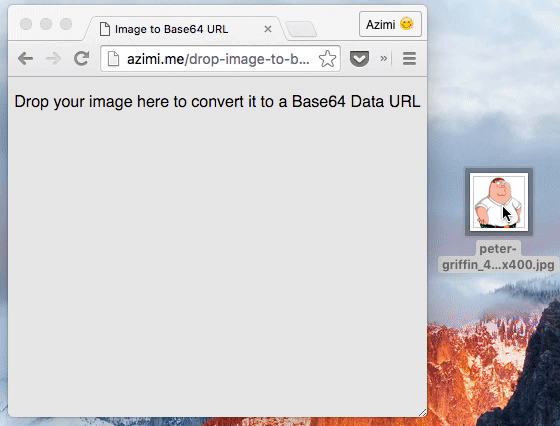 Image to Base64 URL
Azimi
azimi.me/drop-image-to-b...
Drop your image here to convert it to a Base64 Data URL
peter-
griffin_4...x400.jpg